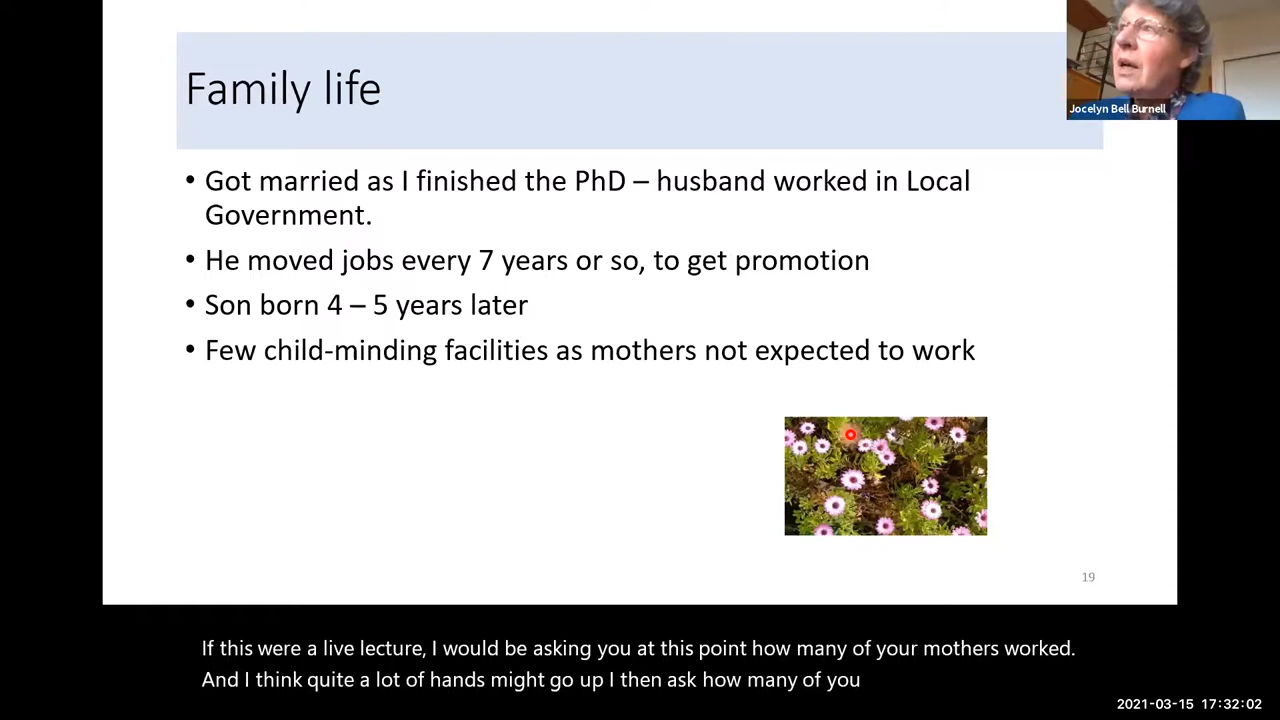 Family life
Jocelyn Bell Burnell
• Got married as I finished the PhD – husband worked in Local
Government.
• He moved jobs every 7 years or so, to get promotion
• Son born 4 – 5 years later
• Few child-minding facilities as mothers not expected to work
19
If this were a live lecture, I would be asking you at this point how many of your mothers worked.
And I think quite a lot of hands might go up I then ask how many of you
2021-03-15 17:32:02